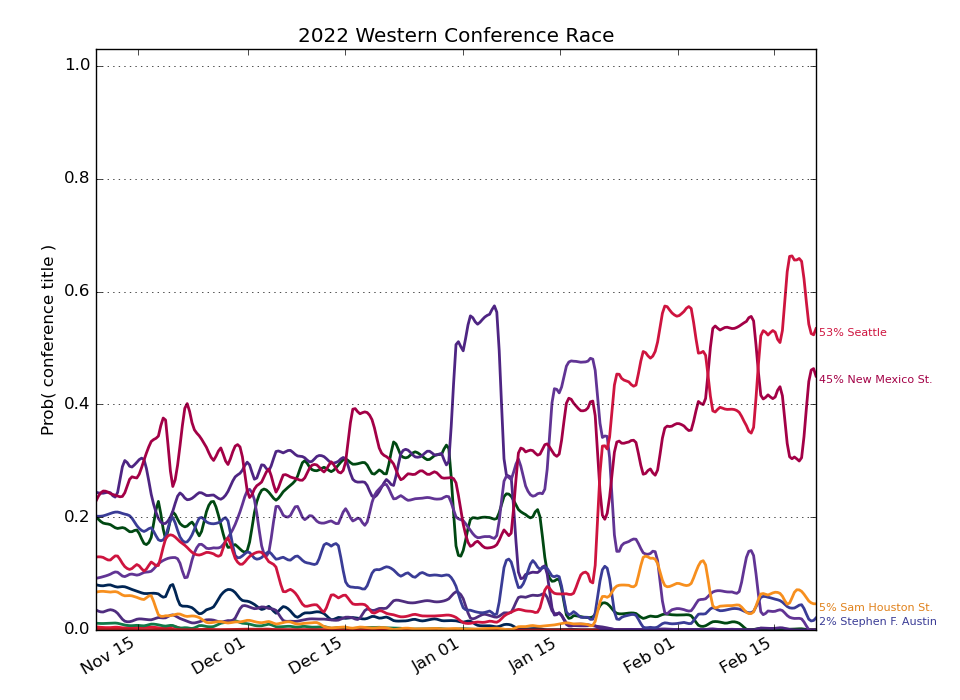 2022 Western Conference Race
Prob( conference title )
1.0
0.8
0.6
0.4
0.2
0.0
53% Seattle
45% New Mexico St.
5% Sam Houston St.
2% Stephen F. Austin
Nov 15
Dec 01
Dec 15
Jan 01
Jan 15
Feb 01
Feb 15